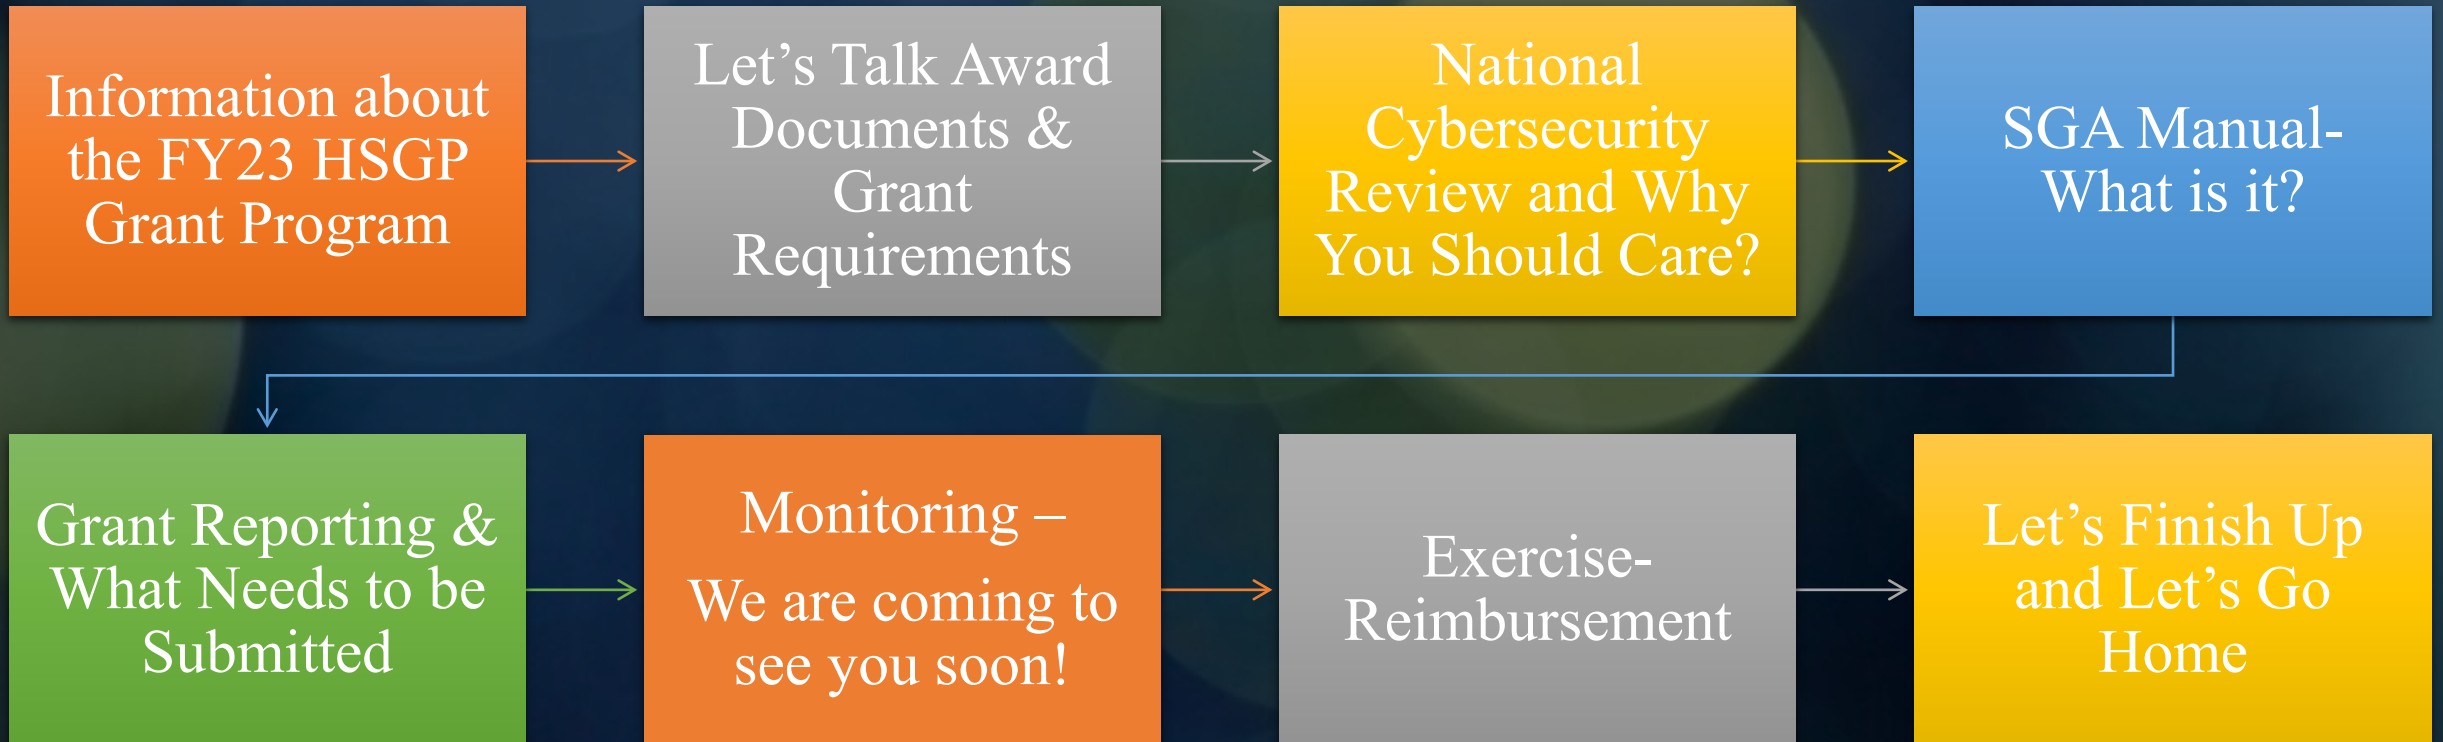 Information about
the FY23 HSGP
Grant Program
Let’s Talk Award
Documents &
Grant
Requirements
National
Cybersecurity
Review and Why
You Should Care?
SGA Manual-
What is it?
Grant Reporting &
What Needs to be
Submitted
Monitoring –
We are coming to
see you soon!
Exercise-
Reimbursement
Let’s Finish Up
and Let’s Go
Home